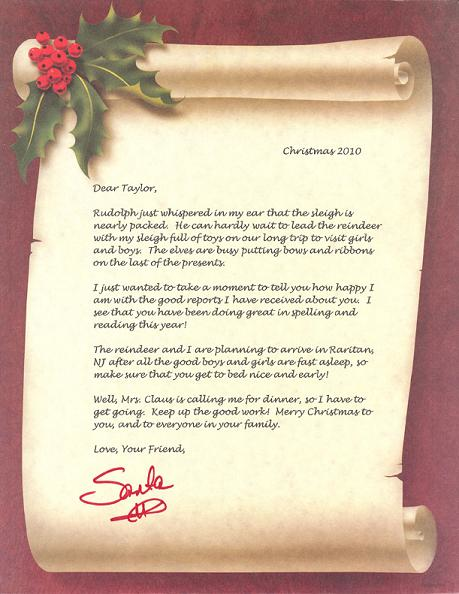 Christmas 2010
Dear Taylor,
Rudolph just whispered in my ear that the sleigh is
nearly packed. He can hardly wait to lead the reindeer
with my sleigh full of toys on our long trip to visit girls
and boys. The elves are busy putting bows and ribbons
on the last of the presents.
I just wanted to take a moment to tell you how happy I
am with the good reports I have received about you. I
see that you have been doing great in spelling and
reading this year!
The reindeer and I are planning to arrive in Raritan,
NJ after all the good boys and girls are fast asleep, so
make sure that you get to bed nice and early!
Well, Mrs. Claus is calling me for dinner, so I have to
get going. Keep up the good work! Merry Christmas to
you, and to everyone in your family.
Love, Your Friend,
Santa